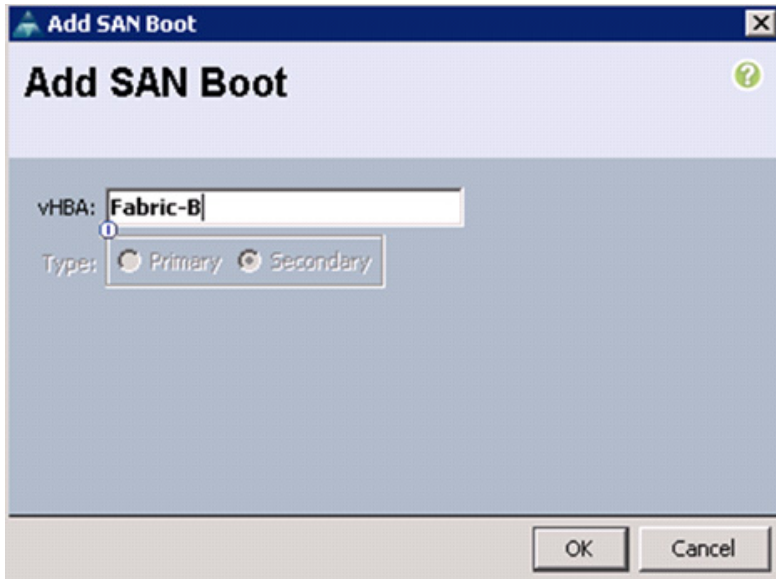 Add SAN Boot
Add SAN Boot
vHBA: Fabric-B
Type: Primary Secondary
OK Cancel